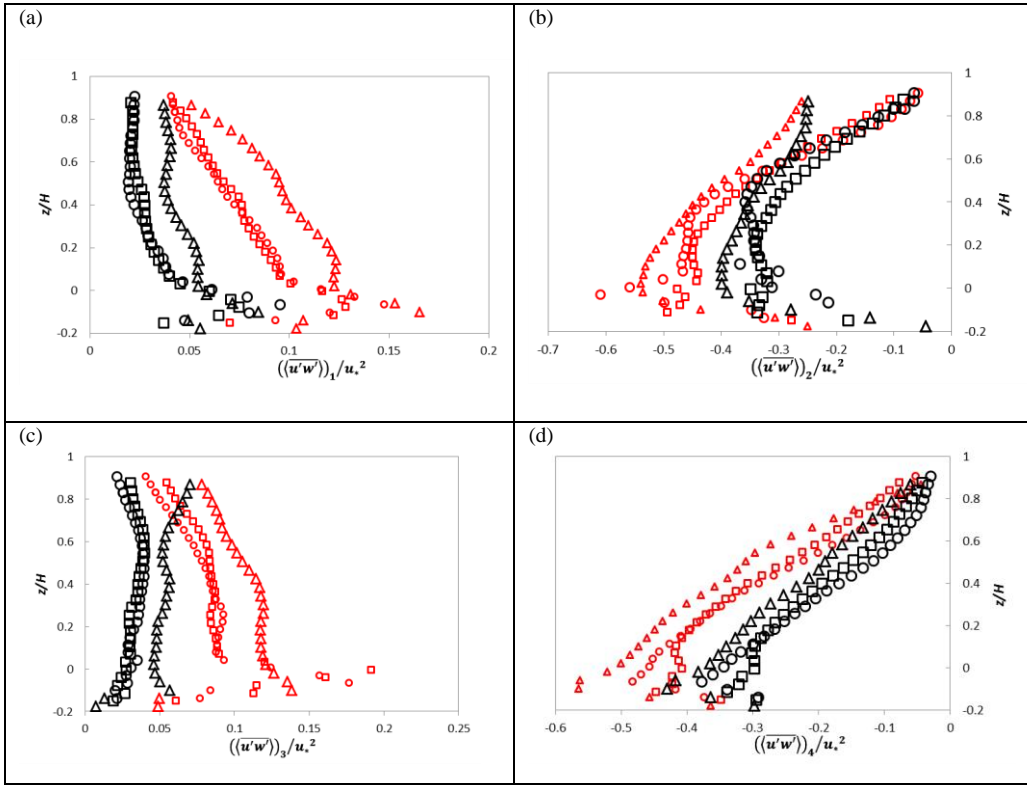 (a)
z/H
1
0.8
0.6
0.4
0.2
0
-0.2
0 0.05 0.1 0.15 0.2
(⟨u′w′⟩)₁/u*²
(b)
-0.7 -0.6 -0.5 -0.4 -0.3 -0.2 -0.1 0
1
0.8
0.6
0.4
0.2
0
-0.2
z/H
(⟨u′w′⟩)₂/u*²
(c)
z/H
1
0.8
0.6
0.4
0.2
0
-0.2
0 0.05 0.1 0.15 0.2 0.25
(⟨u′w′⟩)₃/u*²
(d)
1
0.8
0.6
0.4
0.2
0
-0.2
z/H
-0.6 -0.5 -0.4 -0.3 -0.2 -0.1 0
(⟨u′w′⟩)₄/u*²